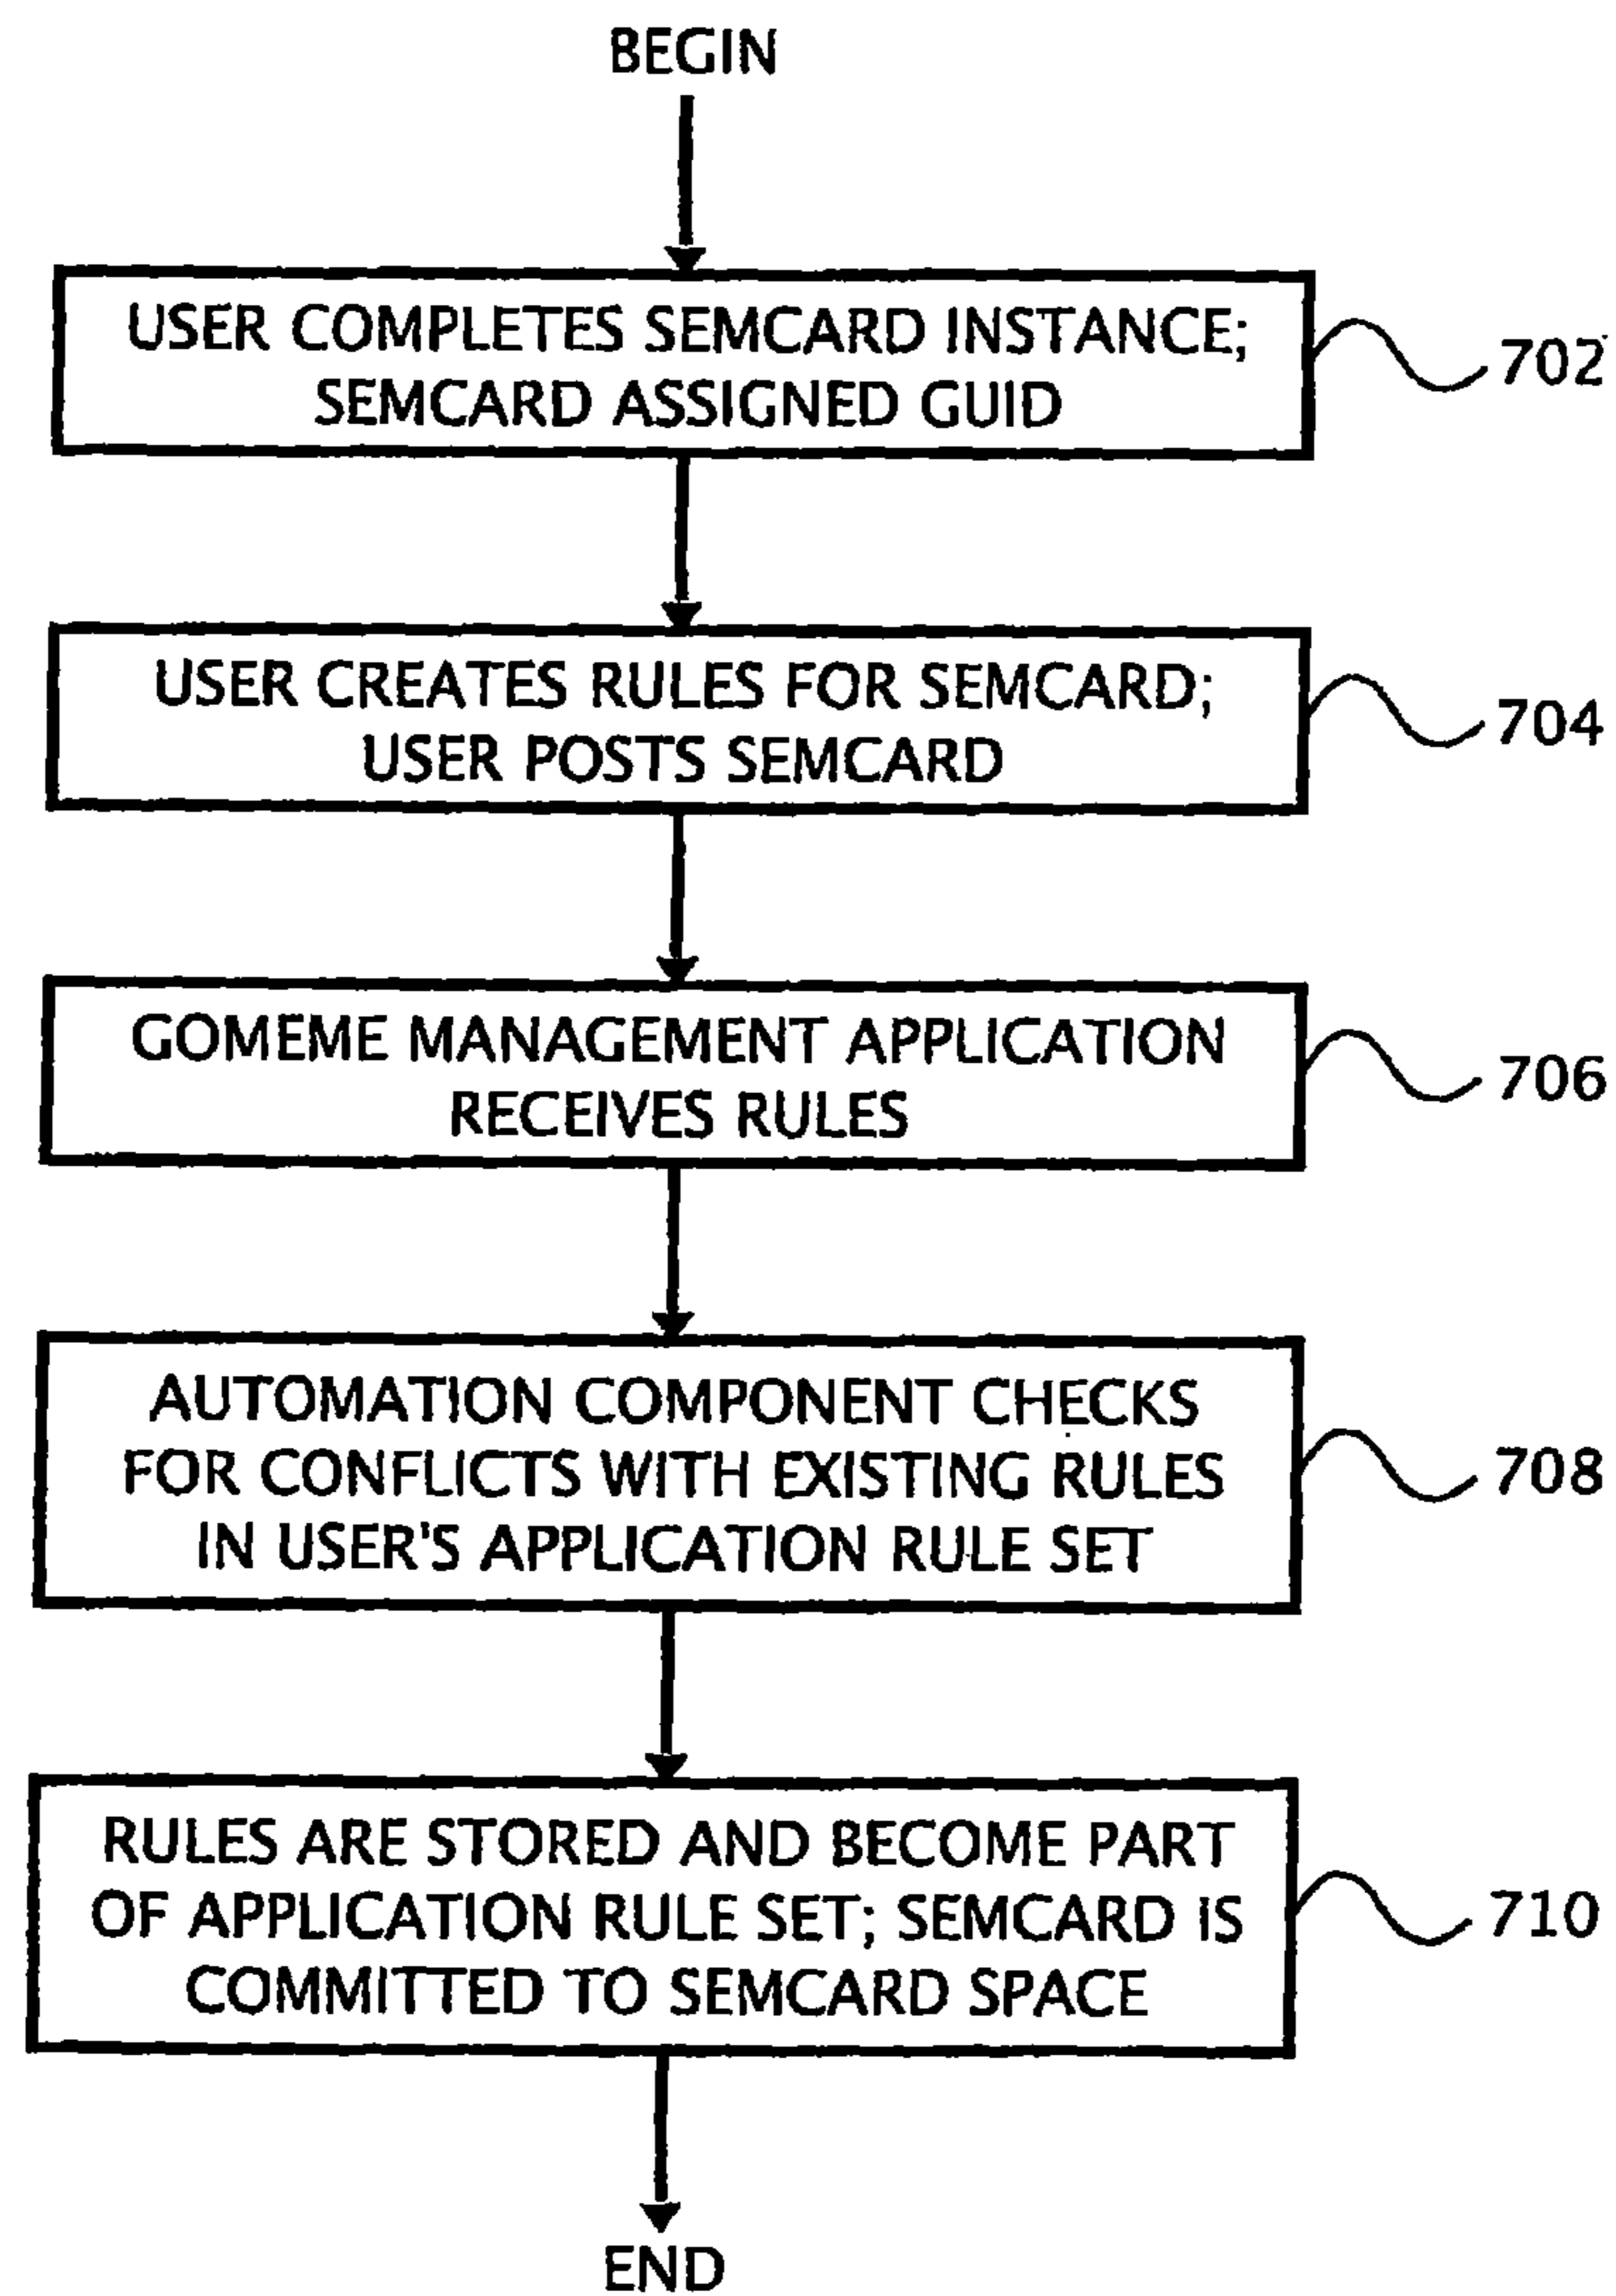 BEGIN
USER COMPLETES SEMCARD INSTANCE;
SEMCARD ASSIGNED GUID
702
USER CREATES RULES FOR SEMCARD;
USER POSTS SEMCARD
704
GOMEME MANAGEMENT APPLICATION
RECEIVES RULES
706
AUTOMATION COMPONENT CHECKS
FOR CONFLICTS WITH EXISTING RULES
IN USER'S APPLICATION RULE SET
708
RULES ARE STORED AND BECOME PART
OF APPLICATION RULE SET; SEMCARD IS
COMMITTED TO SEMCARD SPACE
710
END